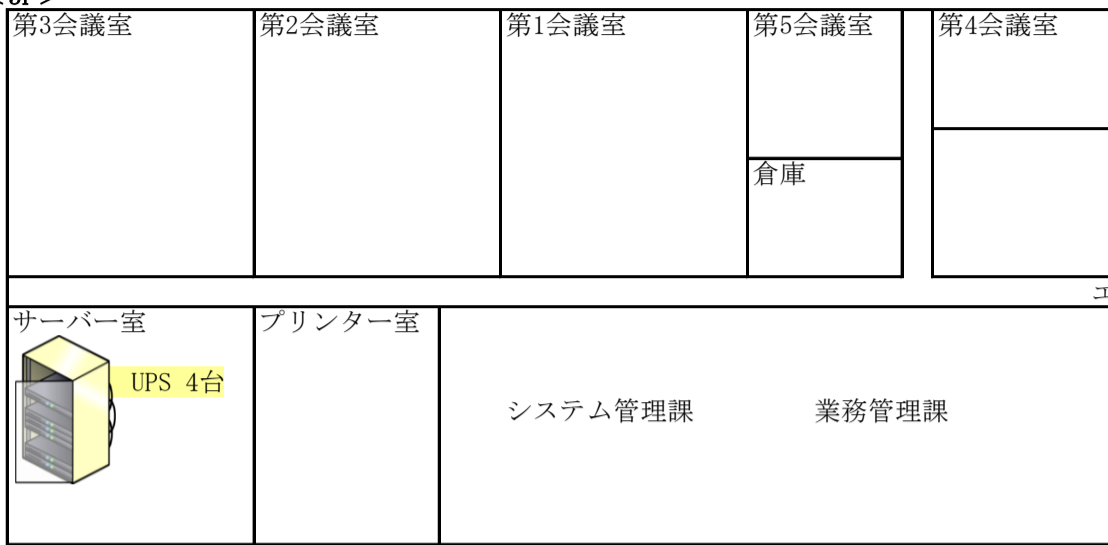 第3会議室
第2会議室
第1会議室
第5会議室
第4会議室
倉庫
サーバー室
プリンター室
UPS 4台
システム管理課
業務管理課